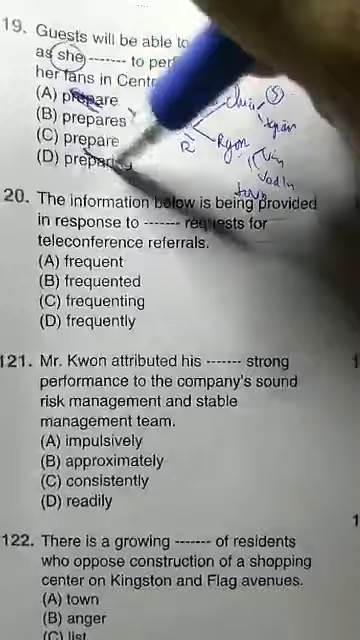 19. Guests will be able to
as she ------- to per
her fans in Centr
(A) prepare
(B) prepares
(C) prepare
(D)
20. The information below is being provided
in response to ------- requests for
teleconference referrals.
(A) frequent
(B) frequented
(C) frequenting
(D) frequently
121. Mr. Kwon attributed his ------- strong
performance to the company's sound
risk management and stable
management team.
(A) impulsively
(B) approximately
(C) consistently
(D) readily
122. There is a growing ------- of residents
who oppose construction of a shopping
center on Kingston and Flag avenues.
(A) town
(B) anger
(C) list